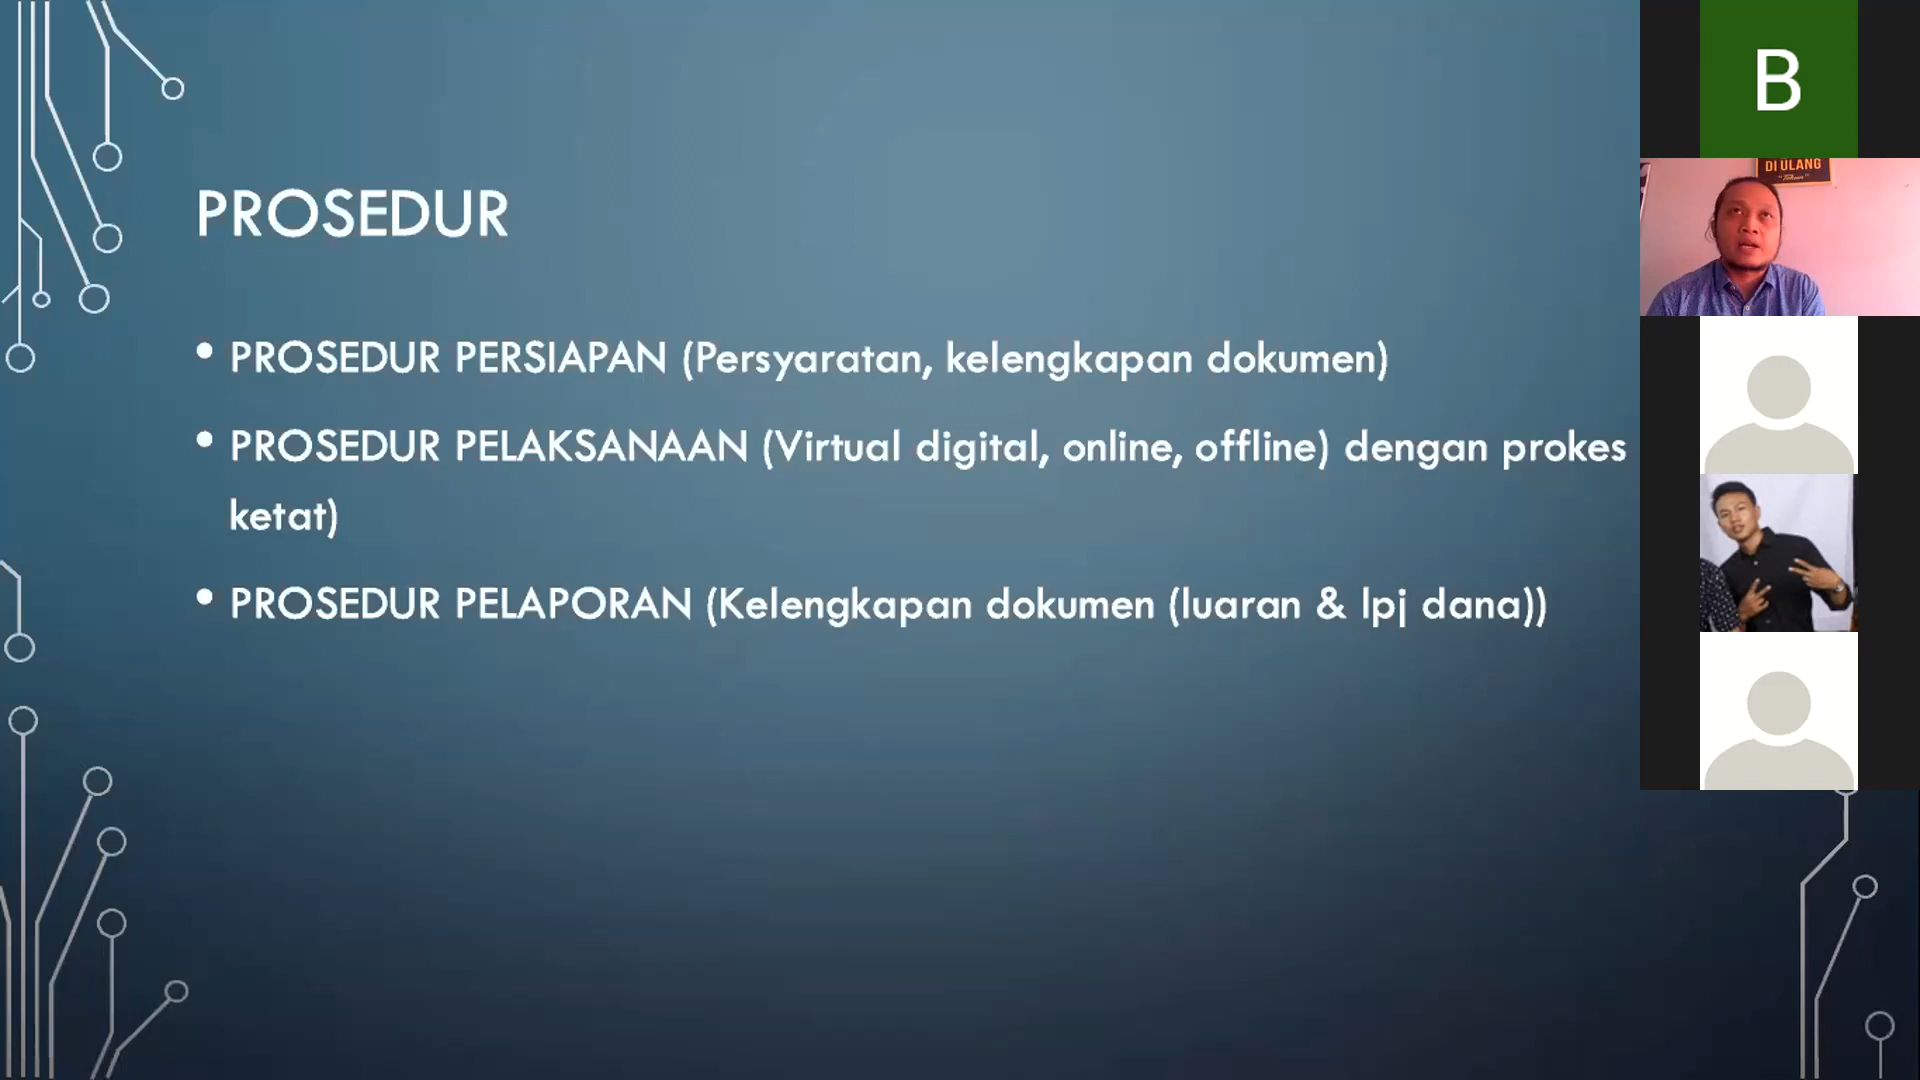 PROSEDUR
• PROSEDUR PERSIAPAN (Persyaratan, kelengkapan dokumen)
• PROSEDUR PELAKSANAAN (Virtual digital, online, offline) dengan prokes
ketat)
• PROSEDUR PELAPORAN (Kelengkapan dokumen (luaran & lpj dana))
B
DI ULANG